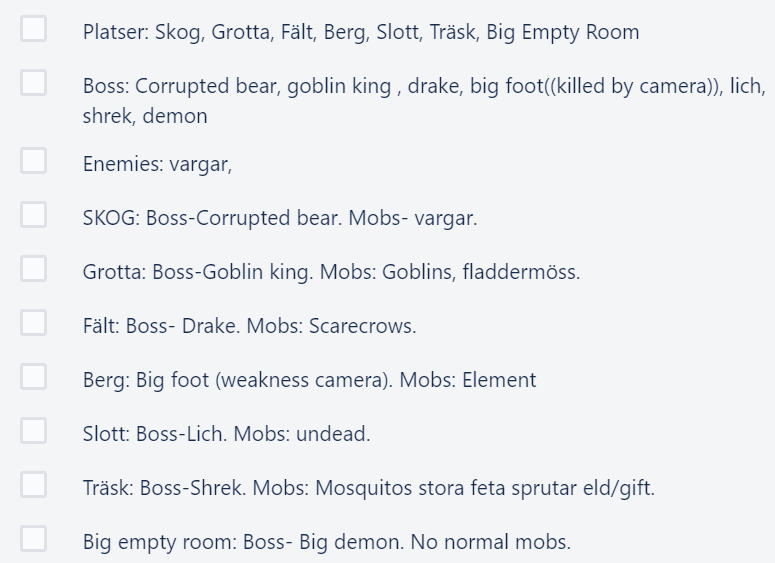 Platser: Skog, Grotta, Fält, Berg, Slott, Träsk, Big Empty Room
Boss: Corrupted bear, goblin king , drake, big foot((killed by camera)), lich,
shrek, demon
Enemies: vargar,
SKOG: Boss-Corrupted bear. Mobs- vargar.
Grotta: Boss-Goblin king. Mobs: Goblins, fladdermöss.
Fält: Boss- Drake. Mobs: Scarecrows.
Berg: Big foot (weakness camera). Mobs: Element
Slott: Boss-Lich. Mobs: undead.
Träsk: Boss-Shrek. Mobs: Mosquitos stora feta sprutar eld/gift.
Big empty room: Boss- Big demon. No normal mobs.